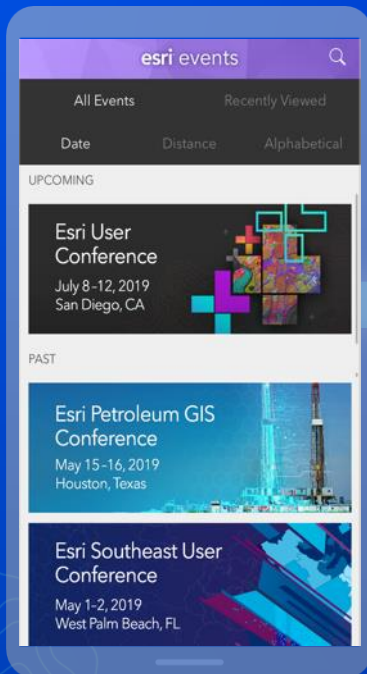 esri events
All Events Recently Viewed
Date Distance Alphabetical
UPCOMING
Esri User
Conference
July 8-12, 2019
San Diego, CA
PAST
Esri Petroleum GIS
Conference
May 15-16, 2019
Houston, Texas
Esri Southeast User
Conference
May 1-2, 2019
West Palm Beach, FL